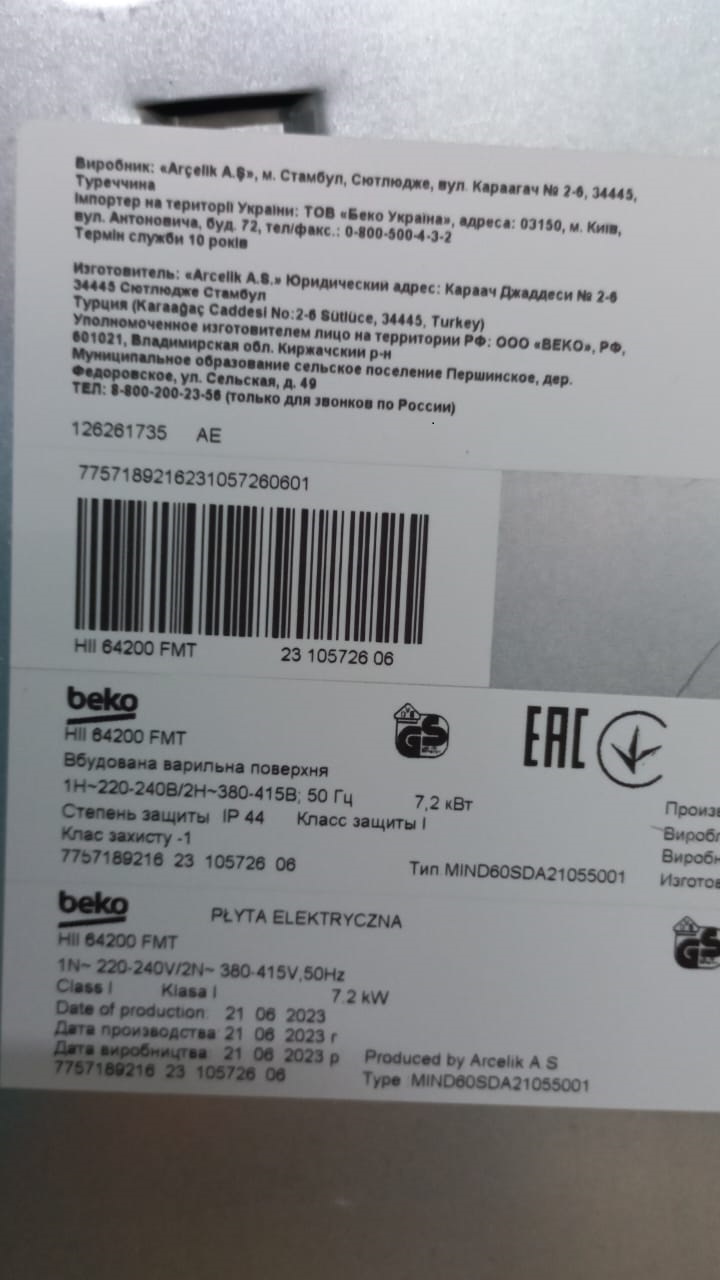 Виробник: «Arçelik A.Ş», м. Стамбул, Сютлюдже, вул. Караагач № 2-6, 34445,
Туреччина
Імпортер на території України: ТОВ «Беко Україна», адреса: 03150, м. Київ,
вул. Антоновича, буд. 72, тел/факс.: 0-800-500-4-3-2
Термін служби 10 років
Изготовитель: «Arcelik A.S.» Юридический адрес: Караач Джаддеси № 2-6
34445 Сютлюдже Стамбул
Турция (Karaağaç Caddesi No:2-6 Sütlüce, 34445, Turkey)
Уполномоченное изготовителем лицо на территории РФ: ООО «ВЕКО», РФ,
601021, Владимирская обл. Киржачский р-н
Муниципальное образование сельское поселение Першинское, дер.
Федоровское, ул. Сельская, д. 49
ТЕЛ: 8-800-200-23-56 (только для звонков по России)
126261735 AE
7757189216231057260601
HII 64200 FMT 23 105726 06
beko
HII 64200 FMT
GS
EAC
Вбудована варильна поверхня
1Н~220-240В/2Н~380-415В; 50 Гц 7,2 кВт
Степень защиты IP 44 Класс защиты I
Клас захисту -1
7757189216 23 105726 06 Тип MIND60SDA21055001
beko PŁYTA ELEKTRYCZNA
HII 64200 FMT
GS
1N~ 220-240V/2N~ 380-415V,50Hz
Class I Klasa I 7.2 kW
Date of production: 21 06 2023
Дата производства: 21 06 2023 г
Дата виробництва: 21 06 2023 р Produced by Arcelik A S
7757189216 23 105726 06 Type MIND60SDA21055001